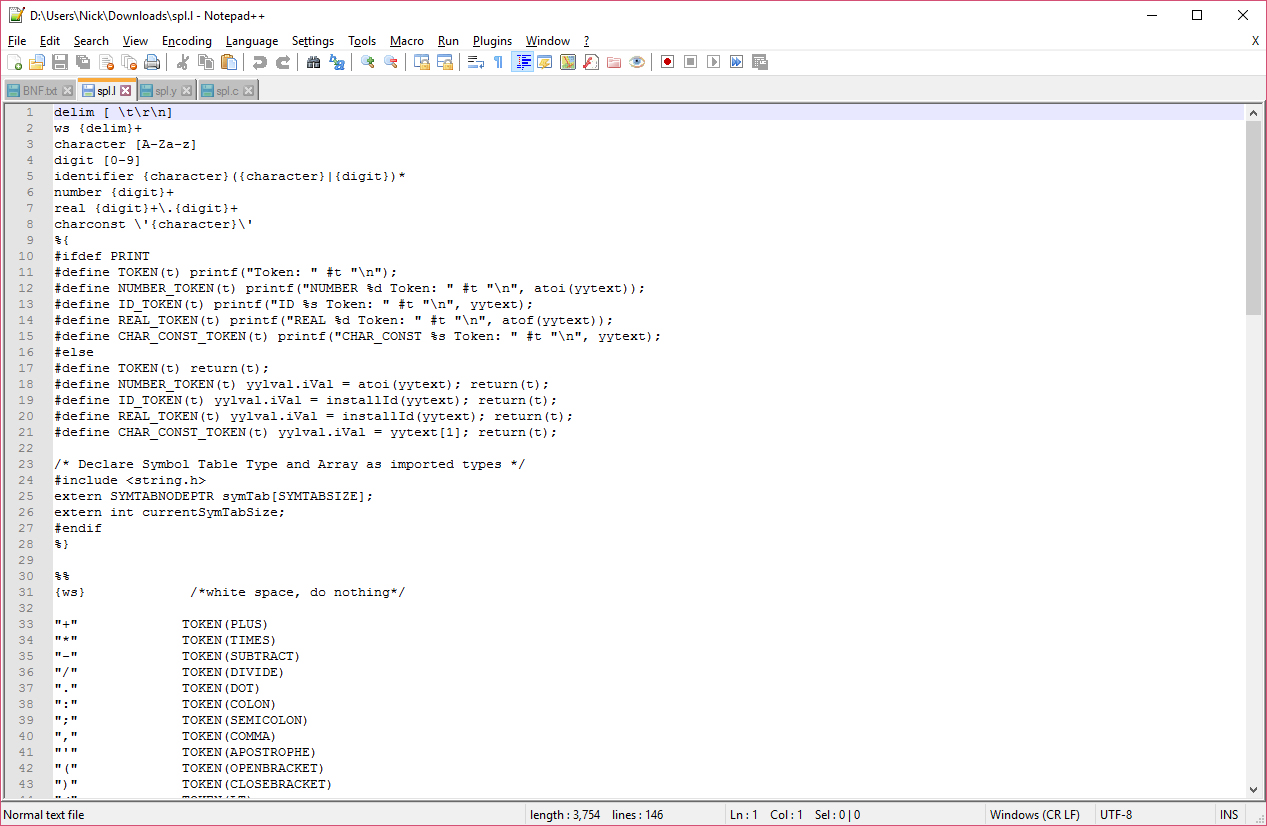 D:\Users\Nick\Downloads\spl.l - Notepad++
File Edit Search View Encoding Language Settings Tools Macro Run Plugins Window ? X
BNF.txt spl.l spl.y spl.c
1 delim [ \t\r\n]
2 ws {delim}+
3 character [A-Za-z]
4 digit [0-9]
5 identifier {character}({character}|{digit})*
6 number {digit}+
7 real {digit}+\.{digit}+
8 charconst \'{character}\'
9 %{
10 #ifdef PRINT
11 #define TOKEN(t) printf("Token: " #t "\n");
12 #define NUMBER_TOKEN(t) printf("NUMBER %d Token: " #t "\n", atoi(yytext));
13 #define ID_TOKEN(t) printf("ID %s Token: " #t "\n", yytext);
14 #define REAL_TOKEN(t) printf("REAL %d Token: " #t "\n", atof(yytext));
15 #define CHAR_CONST_TOKEN(t) printf("CHAR_CONST %s Token: " #t "\n", yytext);
16 #else
17 #define TOKEN(t) return(t);
18 #define NUMBER_TOKEN(t) yylval.iVal = atoi(yytext); return(t);
19 #define ID_TOKEN(t) yylval.iVal = installId(yytext); return(t);
20 #define REAL_TOKEN(t) yylval.iVal = installId(yytext); return(t);
21 #define CHAR_CONST_TOKEN(t) yylval.iVal = yytext[1]; return(t);
22
23 /* Declare Symbol Table Type and Array as imported types */
24 #include <string.h>
25 extern SYMTABNODEPTR symTab[SYMTABSIZE];
26 extern int currentSymTabSize;
27 #endif
28 %}
29
30 %%
31 {ws} /*white space, do nothing*/
32
33 "+" TOKEN(PLUS)
34 "*" TOKEN(TIMES)
35 "-" TOKEN(SUBTRACT)
36 "/" TOKEN(DIVIDE)
37 "." TOKEN(DOT)
38 ":" TOKEN(COLON)
39 ";" TOKEN(SEMICOLON)
40 "," TOKEN(COMMA)
41 "'" TOKEN(APOSTROPHE)
42 "(" TOKEN(OPENBRACKET)
43 ")" TOKEN(CLOSEBRACKET)
Normal text file length : 3,754 lines : 146 Ln : 1 Col : 1 Sel : 0 | 0 Windows (CR LF) UTF-8 INS